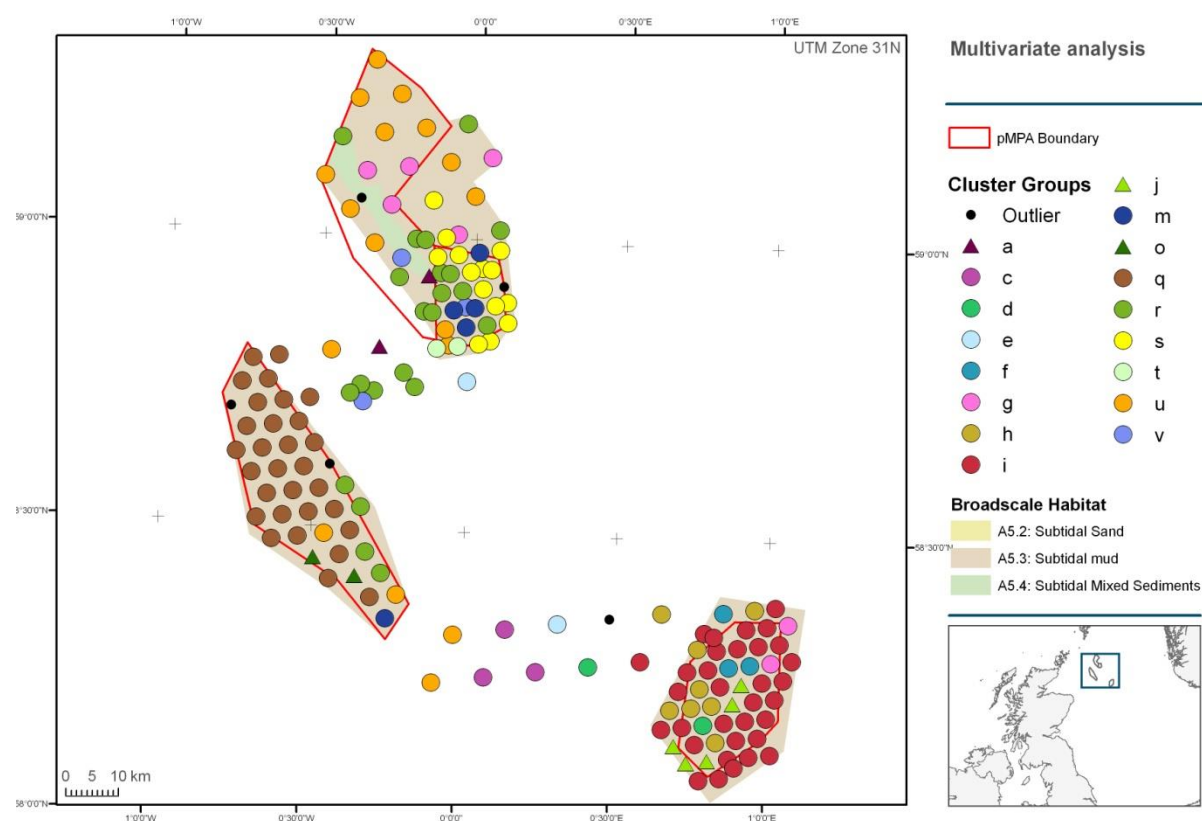 1°0'0"W 0°30'0"W 0°0'0" 0°30'0"E 1°0'0"E
UTM Zone 31N
Multivariate analysis
pMPA Boundary
Cluster Groups
Outlier
a
c
d
e
f
g
h
i
j
m
o
q
r
s
t
u
v
59°0'0"N
59°0'0"N
8°30'0"N
58°30'0"N
58°0'0"N
Broadscale Habitat
A5.2: Subtidal Sand
A5.3: Subtidal mud
A5.4: Subtidal Mixed Sediments
0 5 10 km
1°0'0"W 0°30'0"W 0°0'0" 0°30'0"E 1°0'0"E